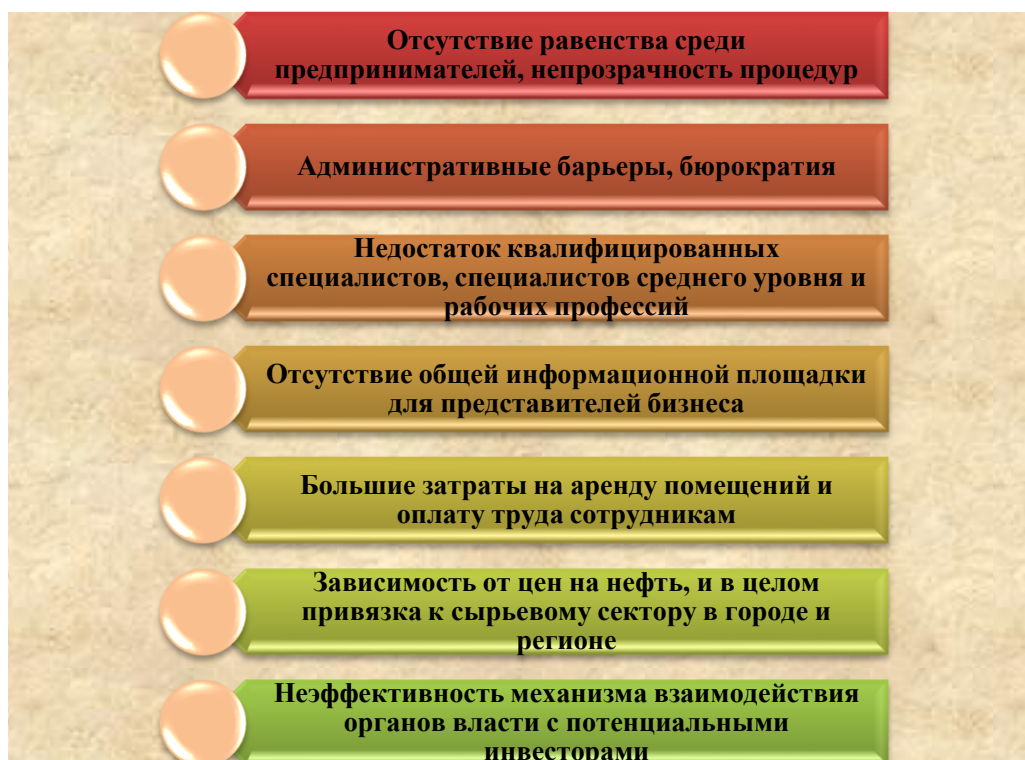 Отсутствие равенства среди
предпринимателей, непрозрачность процедур
Административные барьеры, бюрократия
Недостаток квалифицированных
специалистов, специалистов среднего уровня и
рабочих профессий
Отсутствие общей информационной площадки
для представителей бизнеса
Большие затраты на аренду помещений и
оплату труда сотрудникам
Зависимость от цен на нефть, и в целом
привязка к сырьевому сектору в городе и
регионе
Неэффективность механизма взаимодействия
органов власти с потенциальными
инвесторами